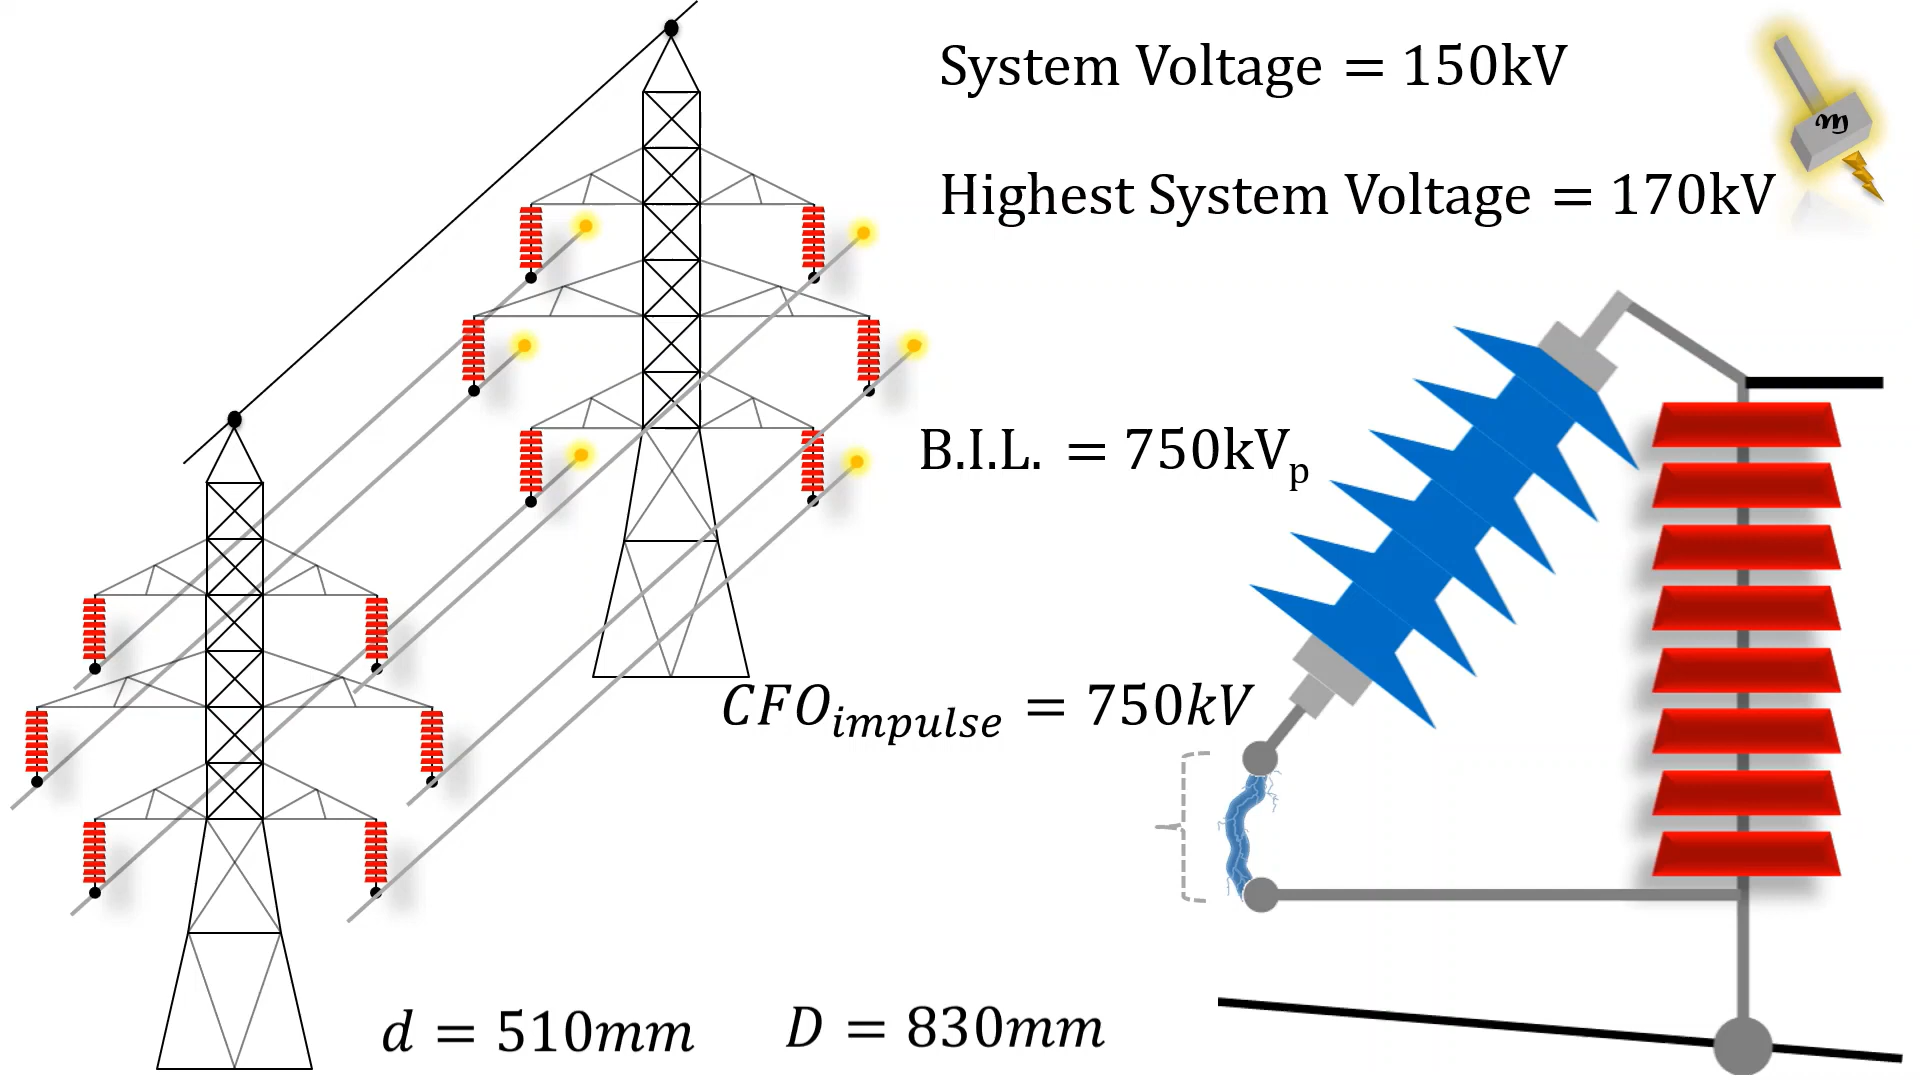 System Voltage = 150kV
Highest System Voltage = 170kV
B.I.L. = 750kVp
CFOimpulse = 750kV
d = 510mm
D = 830mm